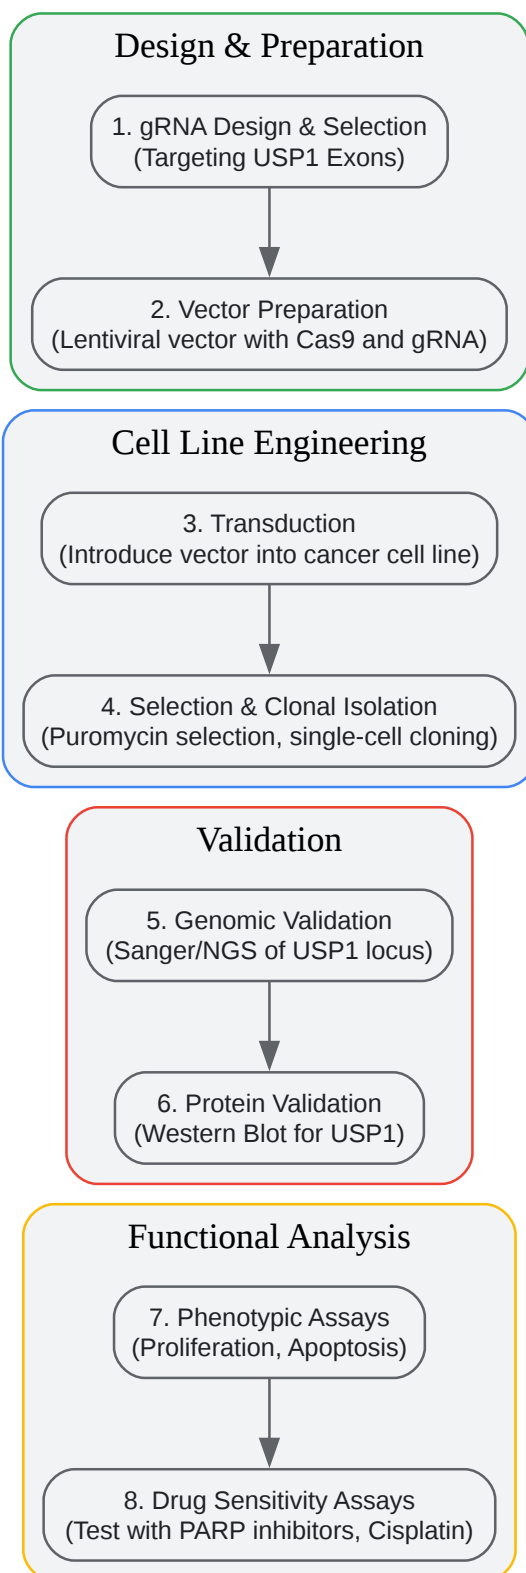 Design & Preparation
1. gRNA Design & Selection
(Targeting USP1 Exons)
2. Vector Preparation
(Lentiviral vector with Cas9 and gRNA)
Cell Line Engineering
3. Transduction
(Introduce vector into cancer cell line)
4. Selection & Clonal Isolation
(Puromycin selection, single-cell cloning)
Validation
5. Genomic Validation
(Sanger/NGS of USP1 locus)
6. Protein Validation
(Western Blot for USP1)
Functional Analysis
7. Phenotypic Assays
(Proliferation, Apoptosis)
8. Drug Sensitivity Assays
(Test with PARP inhibitors, Cisplatin)